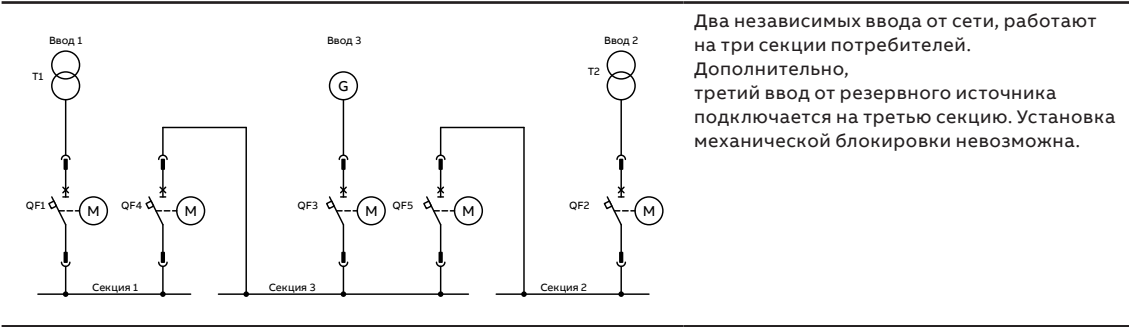 Ввод 1
Ввод 3
Ввод 2
T1
G
T2
QF1
M
QF4
M
QF3
M
QF5
M
QF2
M
Секция 1
Секция 3
Секция 2
Два независимых ввода от сети, работают
на три секции потребителей.
Дополнительно,
третий ввод от резервного источника
подключается на третью секцию. Установка
механической блокировки невозможна.